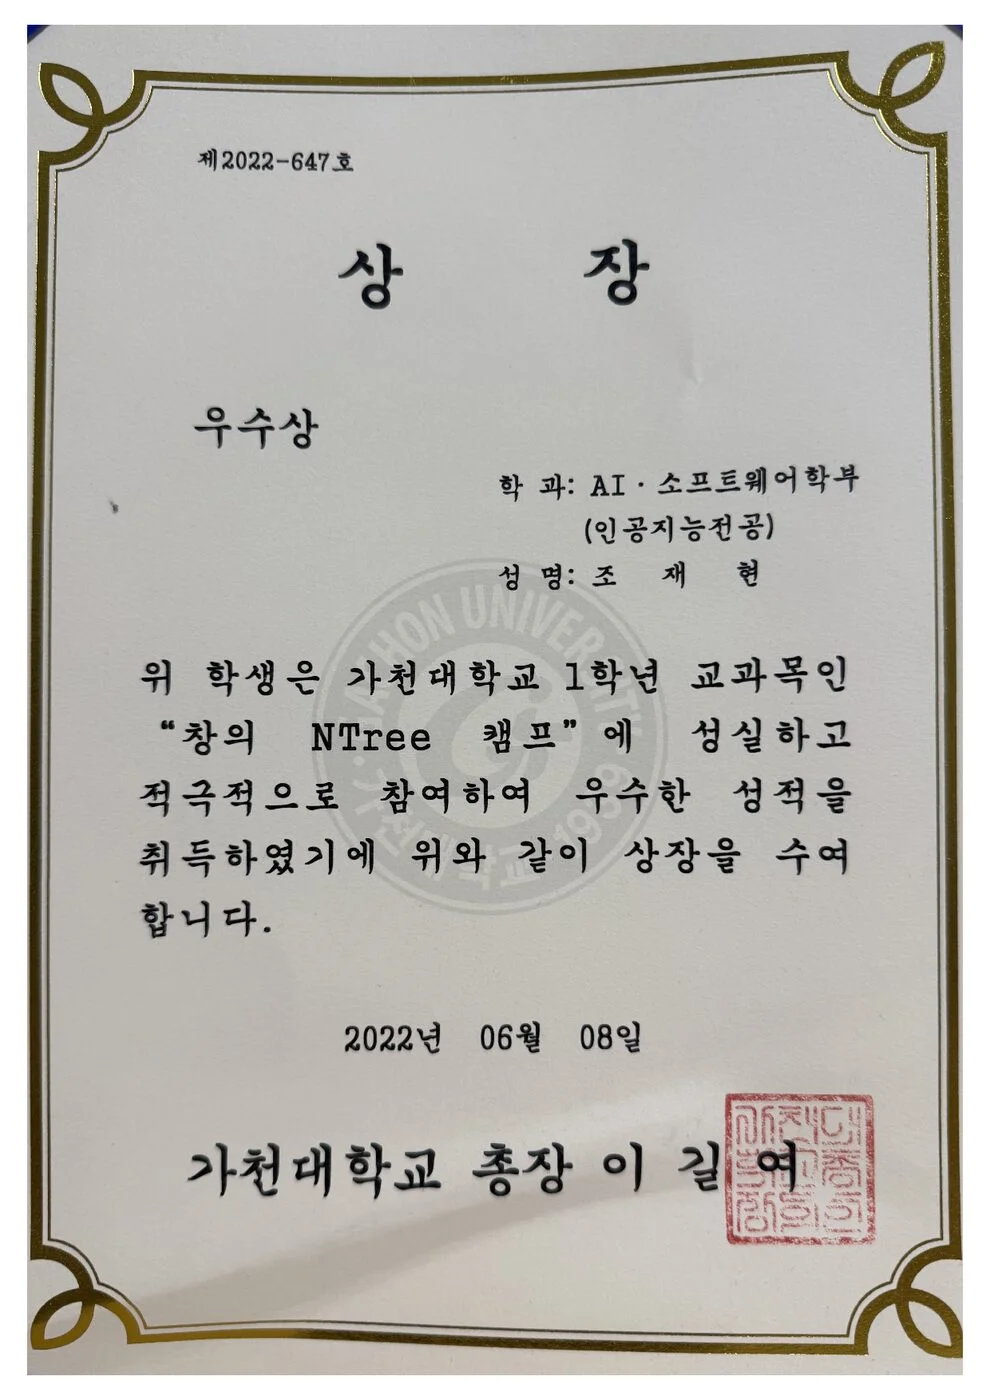 제2022-647호
상 장
우수상
학 과: AI·소프트웨어학부
(인공지능전공)
성 명: 조 재 현
위 학생은 가천대학교 1학년 교과목인
“창의 NTree 캠프”에 성실하고
적극적으로 참여하여 우수한 성적을
취득하였기에 위와 같이 상장을 수여
합니다.
2022년 06월 08일
가천대학교 총장 이 길 여